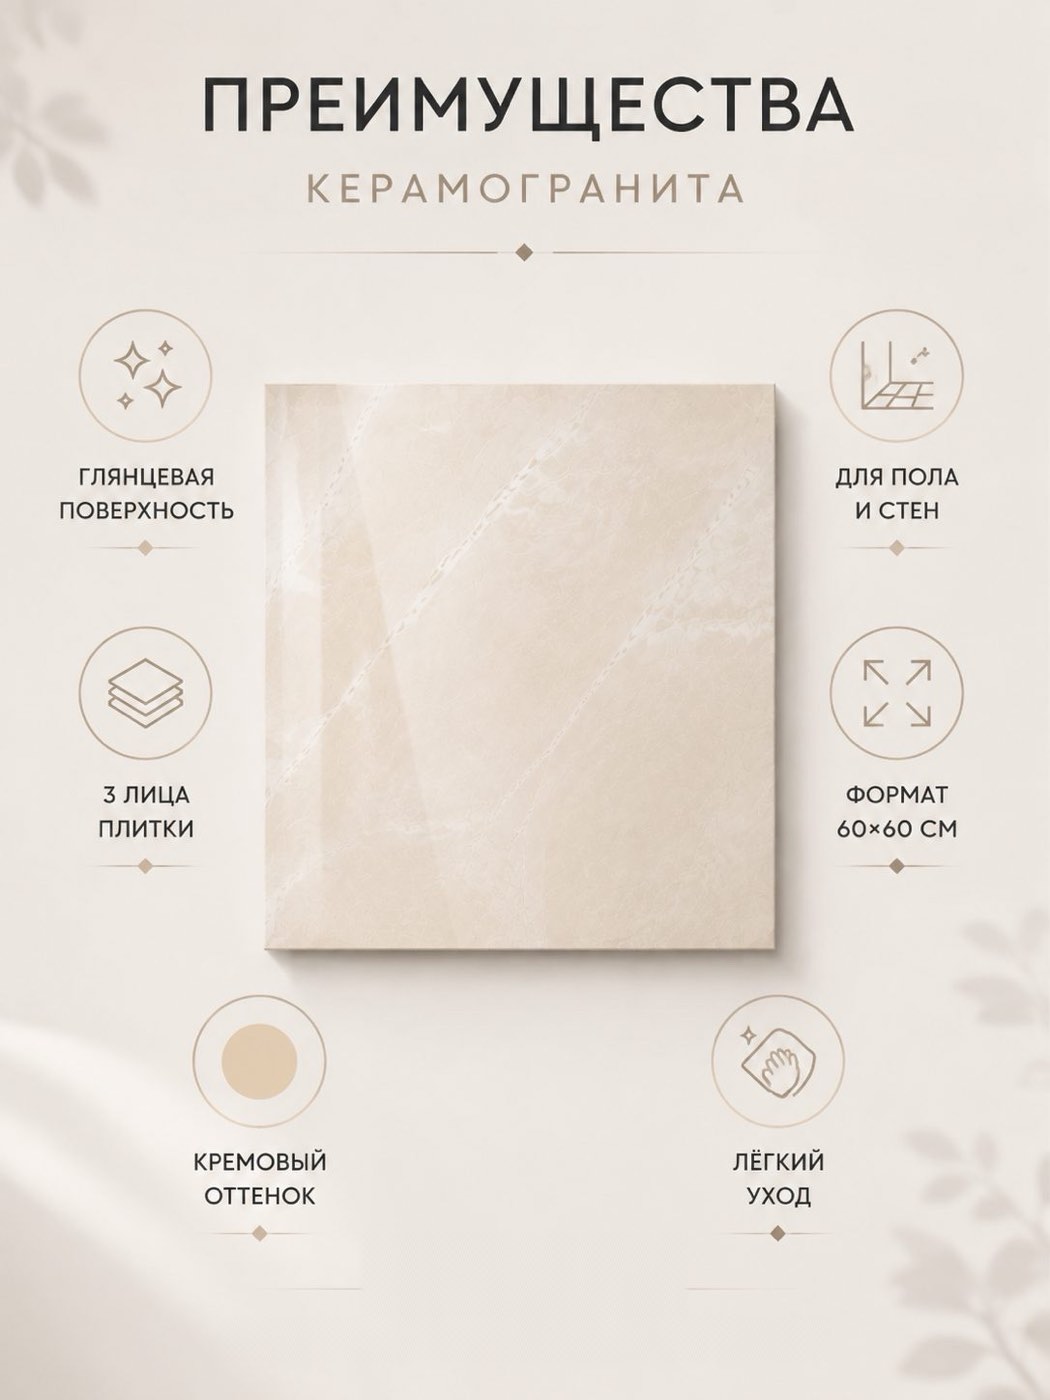 ПРЕИМУЩЕСТВА
КЕРАМОГРАНИТА
ГЛЯНЦЕВАЯ
ПОВЕРХНОСТЬ
ДЛЯ ПОЛА
И СТЕН
3 ЛИЦА
ПЛИТКИ
ФОРМАТ
60×60 СМ
КРЕМОВЫЙ
ОТТЕНОК
ЛЁГКИЙ
УХОД